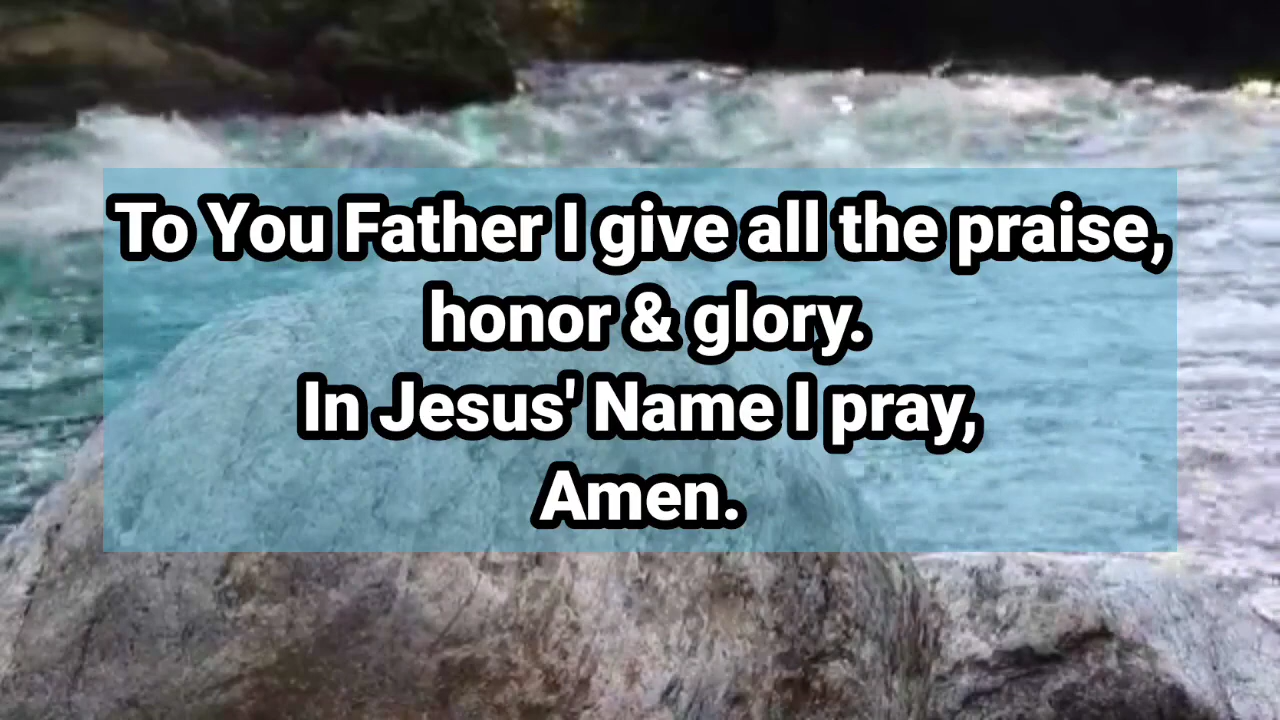 To You Father I give all the praise,
honor & glory.
In Jesus' Name I pray,
Amen.